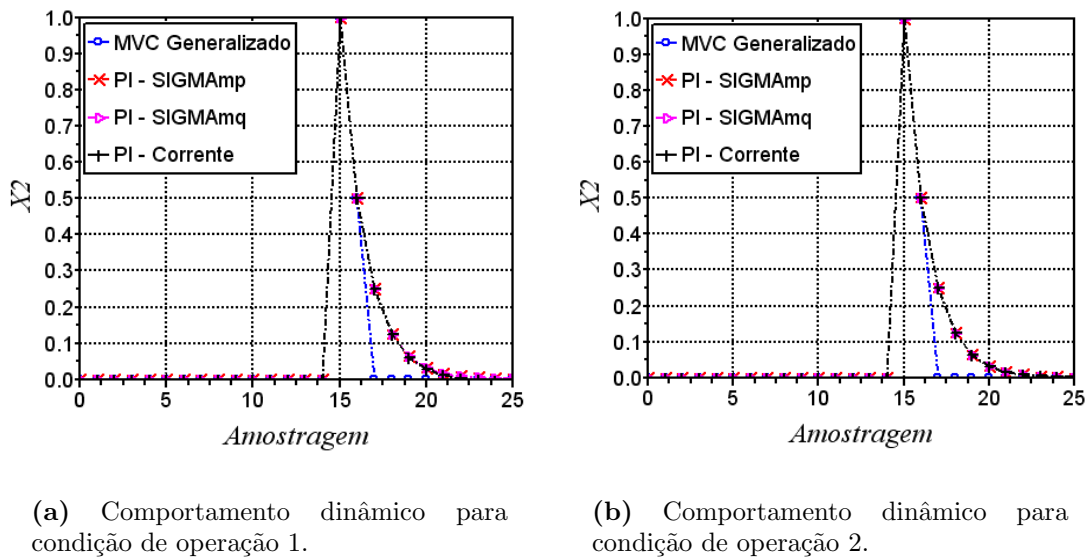 1.0
0.9
0.8
0.7
0.6
0.5
0.4
0.3
0.2
0.1
0.0
X2
MVC Generalizado
PI - SIGMAmp
PI - SIGMAmq
PI - Corrente
0 5 10 15 20 25
Amostragem
(a) Comportamento dinâmico para
condição de operação 1.
1.0
0.9
0.8
0.7
0.6
0.5
0.4
0.3
0.2
0.1
0.0
X2
MVC Generalizado
PI - SIGMAmp
PI - SIGMAmq
PI - Corrente
0 5 10 15 20 25
Amostragem
(b) Comportamento dinâmico para
condição de operação 2.